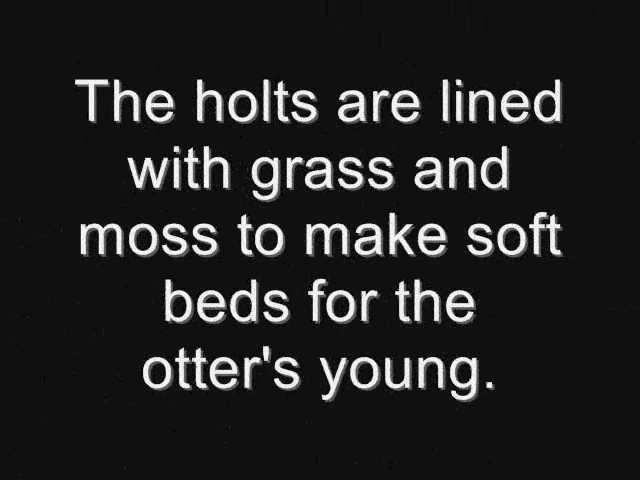 The holts are lined
with grass and
moss to make soft
beds for the
otter's young.